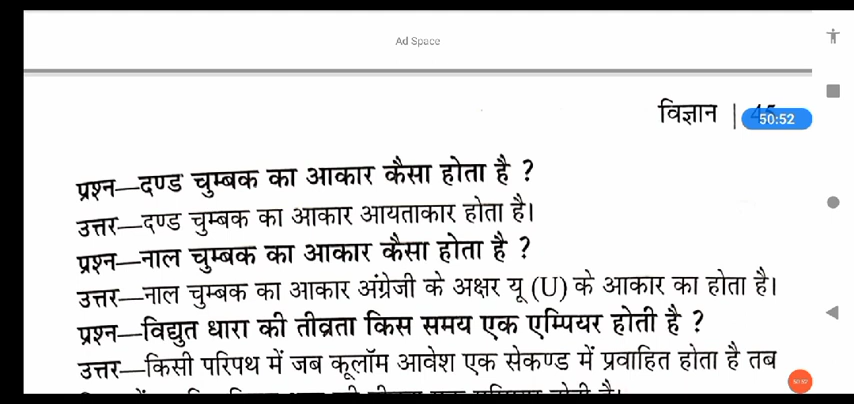 Ad Space
विज्ञान |
50:52
प्रश्न—दण्ड चुम्बक का आकार कैसा होता है ?
उत्तर—दण्ड चुम्बक का आकार आयताकार होता है।
प्रश्न—नाल चुम्बक का आकार कैसा होता है ?
उत्तर—नाल चुम्बक का आकार अंग्रेजी के अक्षर यू (U) के आकार का होता है।
प्रश्न—विद्युत धारा की तीव्रता किस समय एक एम्पियर होती है ?
उत्तर—किसी परिपथ में जब कूलॉम आवेश एक सेकण्ड में प्रवाहित होता है तब